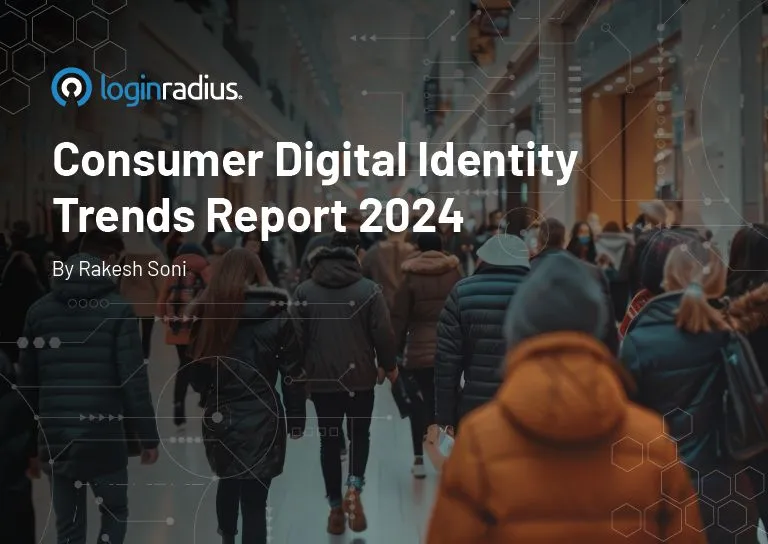 loginradius®
Consumer Digital Identity
Trends Report 2024
By Rakesh Soni